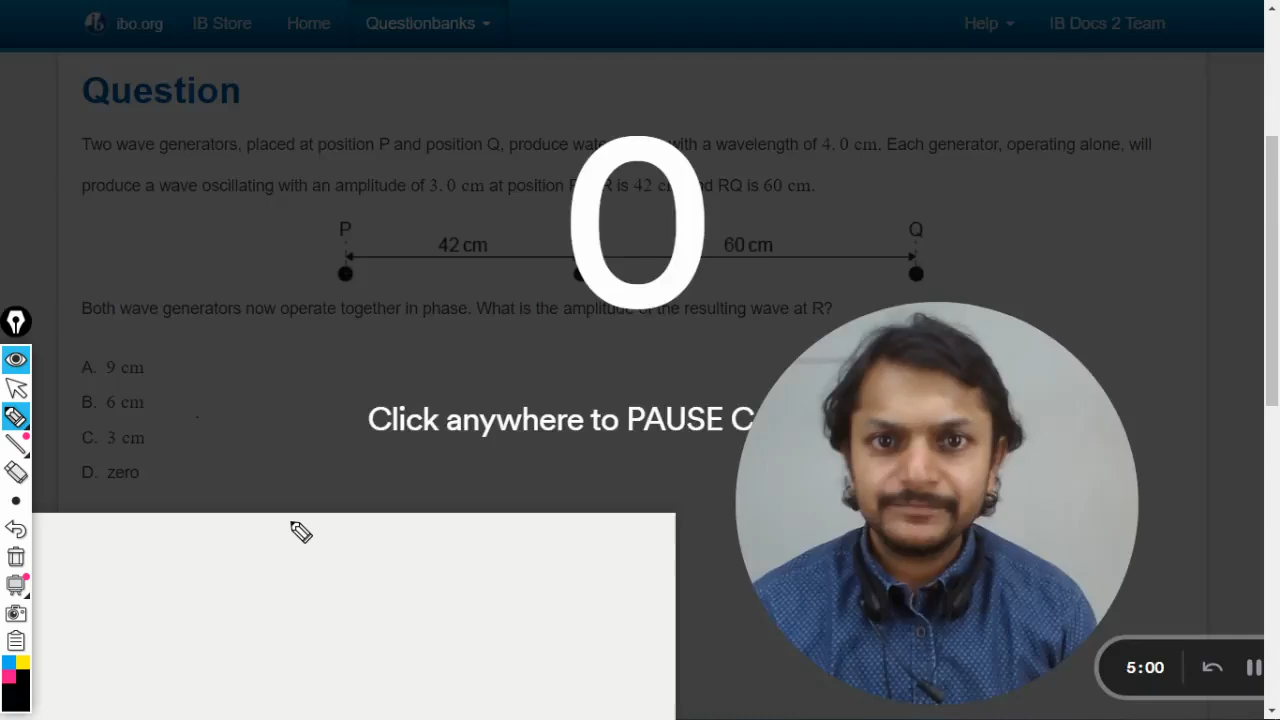 ibo.org IB Store Home Questionbanks Help IB Docs 2 Team
Question
Two wave generators, placed at position P and position Q, produce with a wavelength of 4.0 cm. Each generator, operating alone, will
produce a wave oscillating with an amplitude of 3.0 cm at position is 42 RQ is 60 cm.
P Q
42 cm 60 cm
Both wave generators now operate together in phase. What is the amplitude the resulting wave at R?
A. 9 cm
B. 6 cm
C. 3 cm
D. zero
0
Click anywhere to PAUSE C
5:00